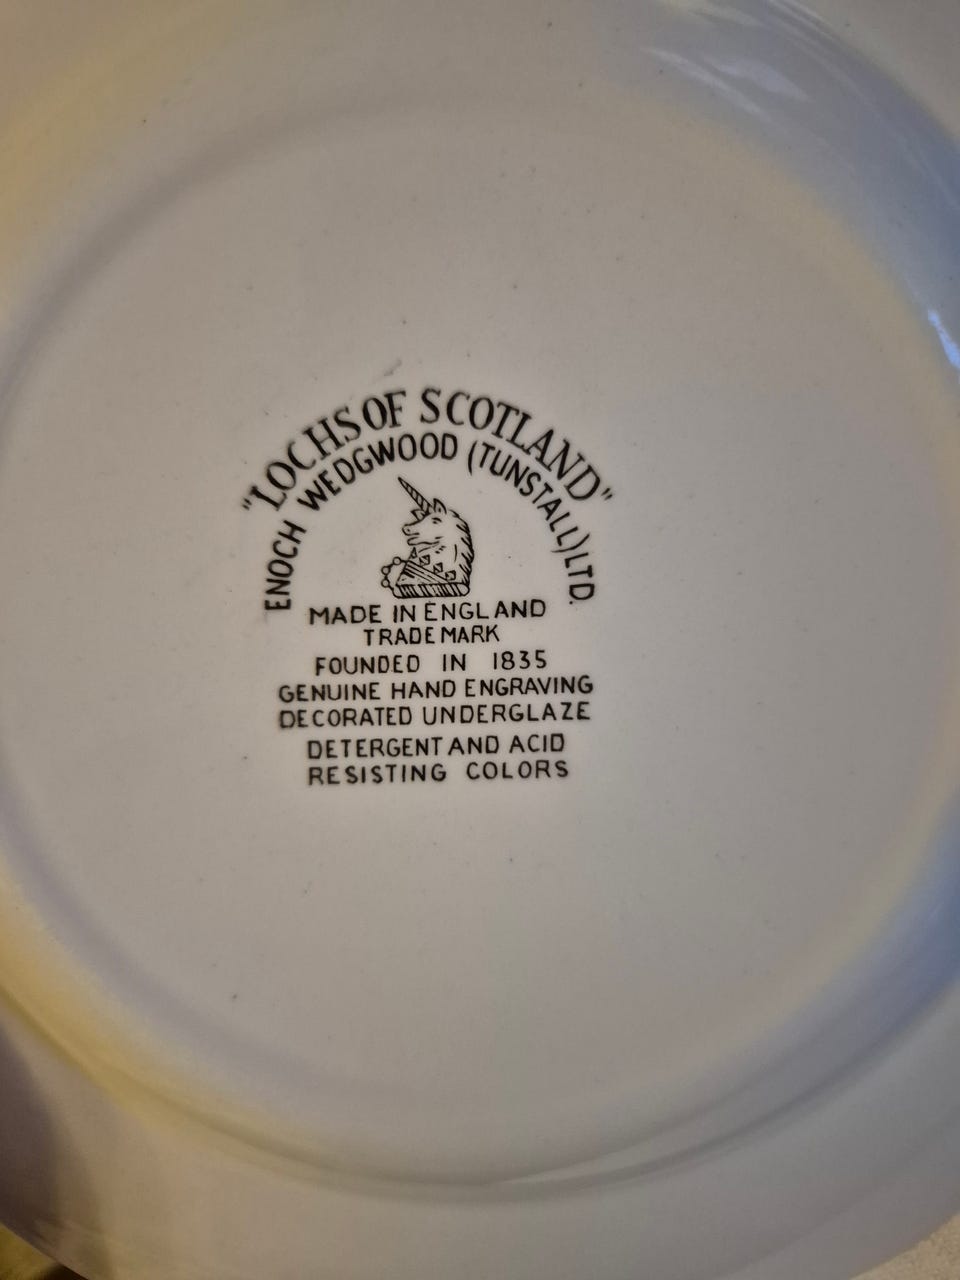 "LOCHS OF SCOTLAND"
ENOCH WEDGWOOD (TUNSTALL) LTD.
MADE IN ENGLAND
TRADE MARK
FOUNDED IN 1835
GENUINE HAND ENGRAVING
DECORATED UNDERGLAZE
DETERGENT AND ACID
RESISTING COLORS